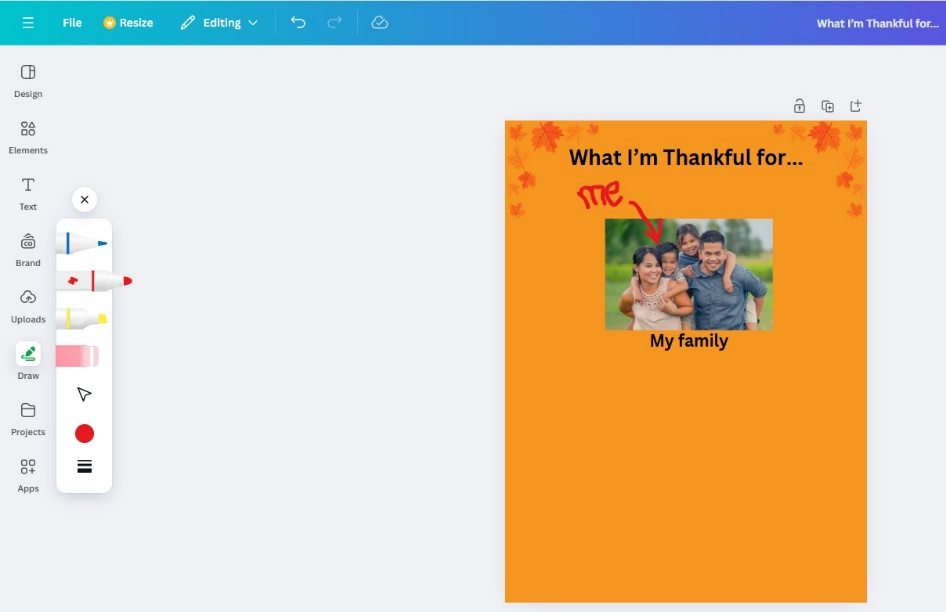 File
Resize
Editing
What I'm Thankful for...
Design
Elements
Text
Brand
Uploads
Draw
Projects
Apps
What I'm Thankful for...
me
My family